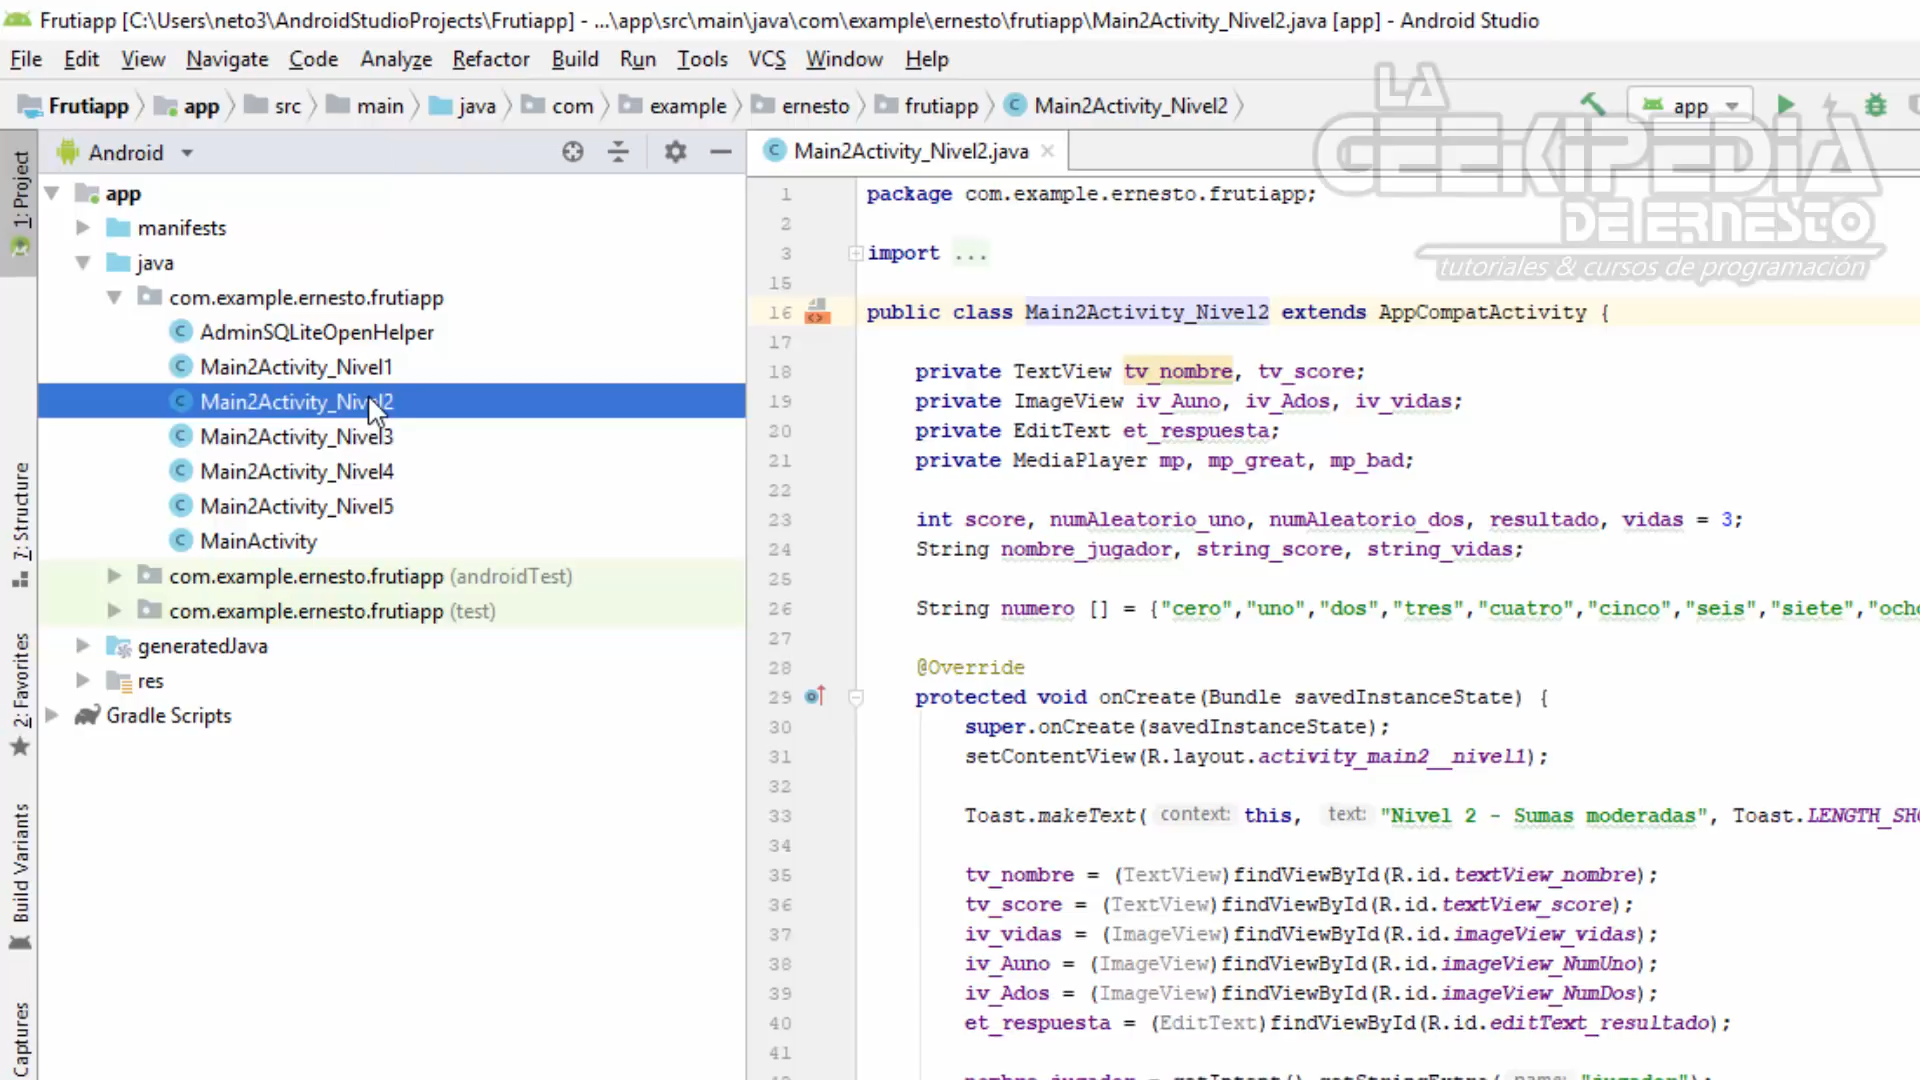 Frutiapp [C:\Users\neto3\AndroidStudioProjects\Frutiapp] - ...\app\src\main\java\com\example\ernesto\frutiapp\Main2Activity_Nivel2.java [app] - Android Studio
File Edit View Navigate Code Analyze Refactor Build Run Tools VCS Window Help
Frutiapp app src main java com example ernesto frutiapp Main2Activity_Nivel2 app
LA GEEKIPEDIA DE ERNESTO
tutoriales & cursos de programación
1: Project
7: Structure
2: Favorites
Build Variants
Captures
Android
app
manifests
java
com.example.ernesto.frutiapp
AdminSQLiteOpenHelper
Main2Activity_Nivel1
Main2Activity_Nivel2
Main2Activity_Nivel3
Main2Activity_Nivel4
Main2Activity_Nivel5
MainActivity
com.example.ernesto.frutiapp (androidTest)
com.example.ernesto.frutiapp (test)
generatedJava
res
Gradle Scripts
Main2Activity_Nivel2.java
1 package com.example.ernesto.frutiapp;
2
3 import ...
15
16 public class Main2Activity_Nivel2 extends AppCompatActivity {
17
18 private TextView tv_nombre, tv_score;
19 private ImageView iv_Auno, iv_Ados, iv_vidas;
20 private EditText et_respuesta;
21 private MediaPlayer mp, mp_great, mp_bad;
22
23 int score, numAleatorio_uno, numAleatorio_dos, resultado, vidas = 3;
24 String nombre_jugador, string_score, string_vidas;
25
26 String numero [] = {"cero","uno","dos","tres","cuatro","cinco","seis","siete","ocho
27
28 @Override
29 protected void onCreate(Bundle savedInstanceState) {
30 super.onCreate(savedInstanceState);
31 setContentView(R.layout.activity_main2__nivel1);
32
33 Toast.makeText( context: this, text: "Nivel 2 - Sumas moderadas", Toast.LENGTH_SHO
34
35 tv_nombre = (TextView)findViewById(R.id.textView_nombre);
36 tv_score = (TextView)findViewById(R.id.textView_score);
37 iv_vidas = (ImageView)findViewById(R.id.imageView_vidas);
38 iv_Auno = (ImageView)findViewById(R.id.imageView_NumUno);
39 iv_Ados = (ImageView)findViewById(R.id.imageView_NumDos);
40 et_respuesta = (EditText)findViewById(R.id.editText_resultado);
41
nombre_jugador = getIntent().getStringExtra( name: "jugador");